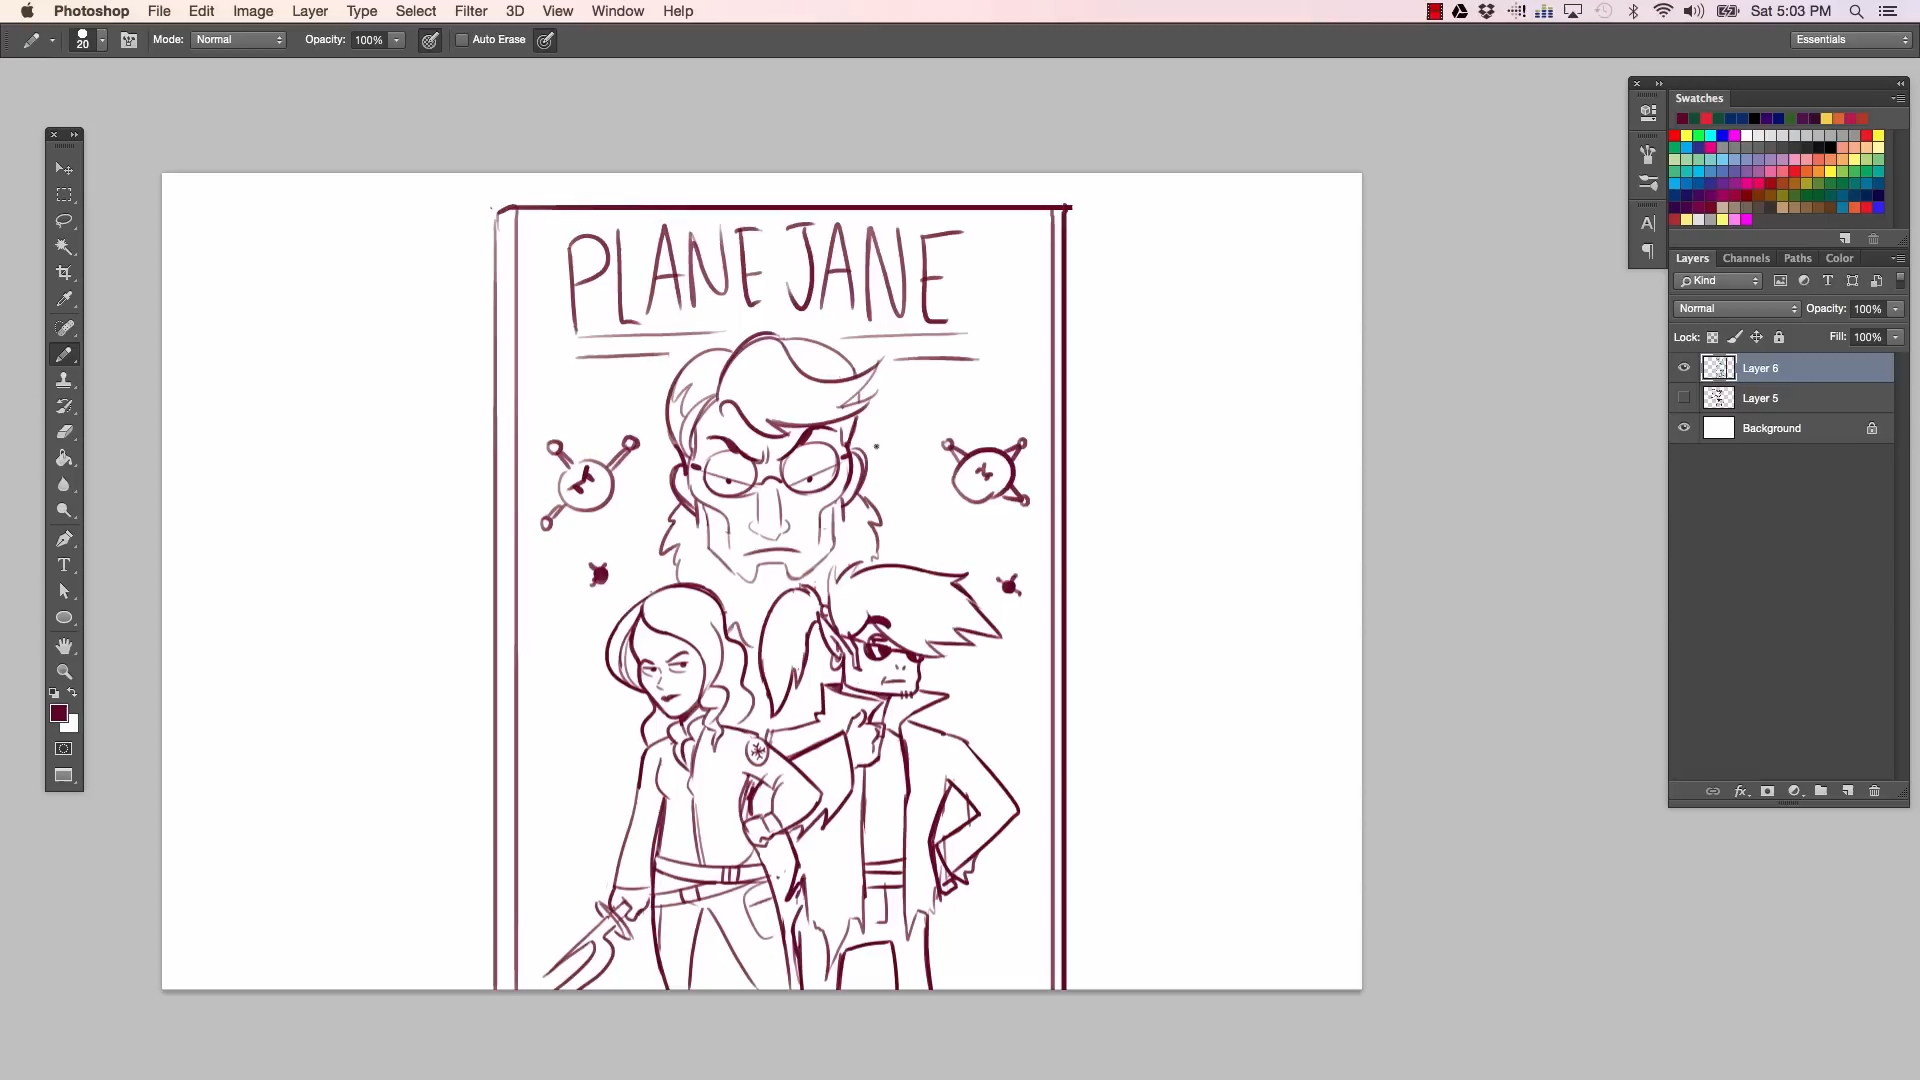 Photoshop File Edit Image Layer Type Select Filter 3D View Window Help Sat 5:03 PM
20 Mode: Normal Opacity: 100% Auto Erase Essentials
Swatches
Layers Channels Paths Color
Kind T
Normal Opacity: 100%
Lock: Fill: 100%
Layer 6
Layer 5
Background
fx
A
T
PLANE JANE